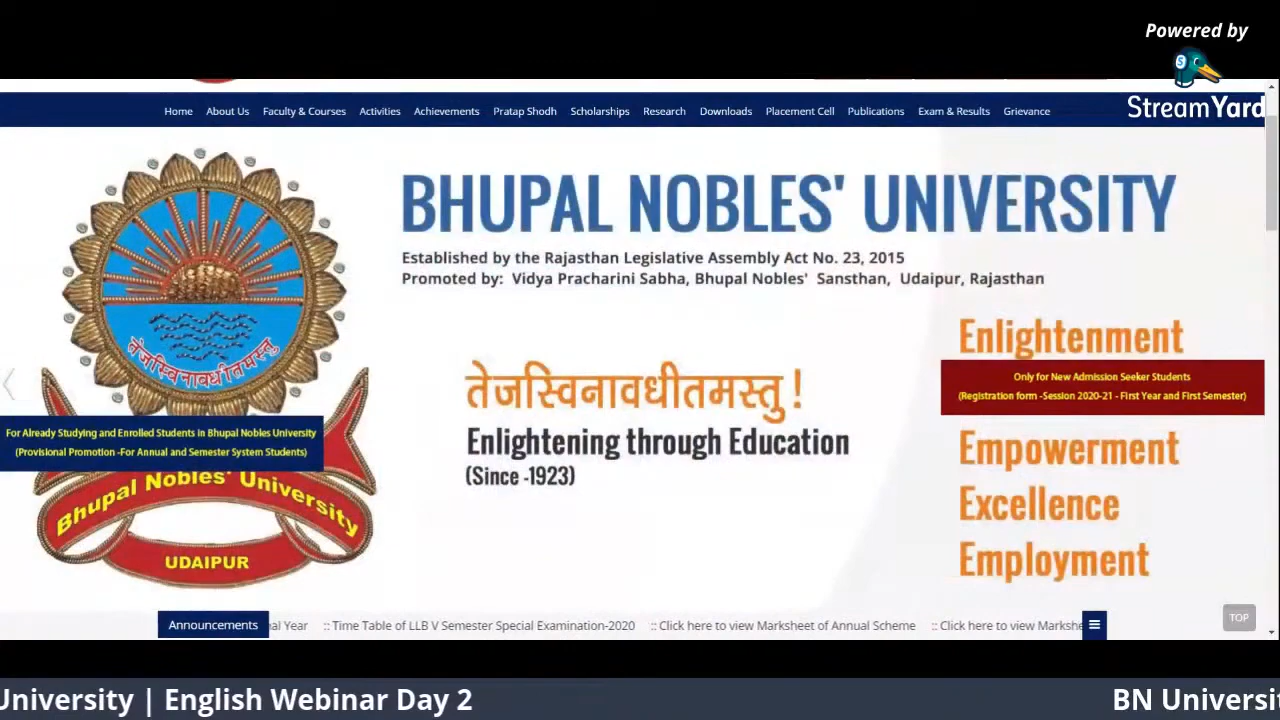 Powered by
StreamYard
Home About Us Faculty & Courses Activities Achievements Pratap Shodh Scholarships Research Downloads Placement Cell Publications Exam & Results Grievance
BHUPAL NOBLES' UNIVERSITY
Established by the Rajasthan Legislative Assembly Act No. 23, 2015
Promoted by: Vidya Pracharini Sabha, Bhupal Nobles' Sansthan, Udaipur, Rajasthan
तेजस्विनावधीतमस्तु
तेजस्विनावधीतमस्तु !
Enlightening through Education
(Since -1923)
Enlightenment
Only for New Admission Seeker Students
(Registration form -Session 2020-21 - First Year and First Semester)
Empowerment
Excellence
Employment
For Already Studying and Enrolled Students in Bhupal Nobles University
(Provisional Promotion -For Annual and Semester System Students)
Bhupal Nobles' University
UDAIPUR
Announcements al Year :: Time Table of LLB V Semester Special Examination-2020 :: Click here to view Marksheet of Annual Scheme :: Click here to view Markshe
TOP
University | English Webinar Day 2 BN Universi